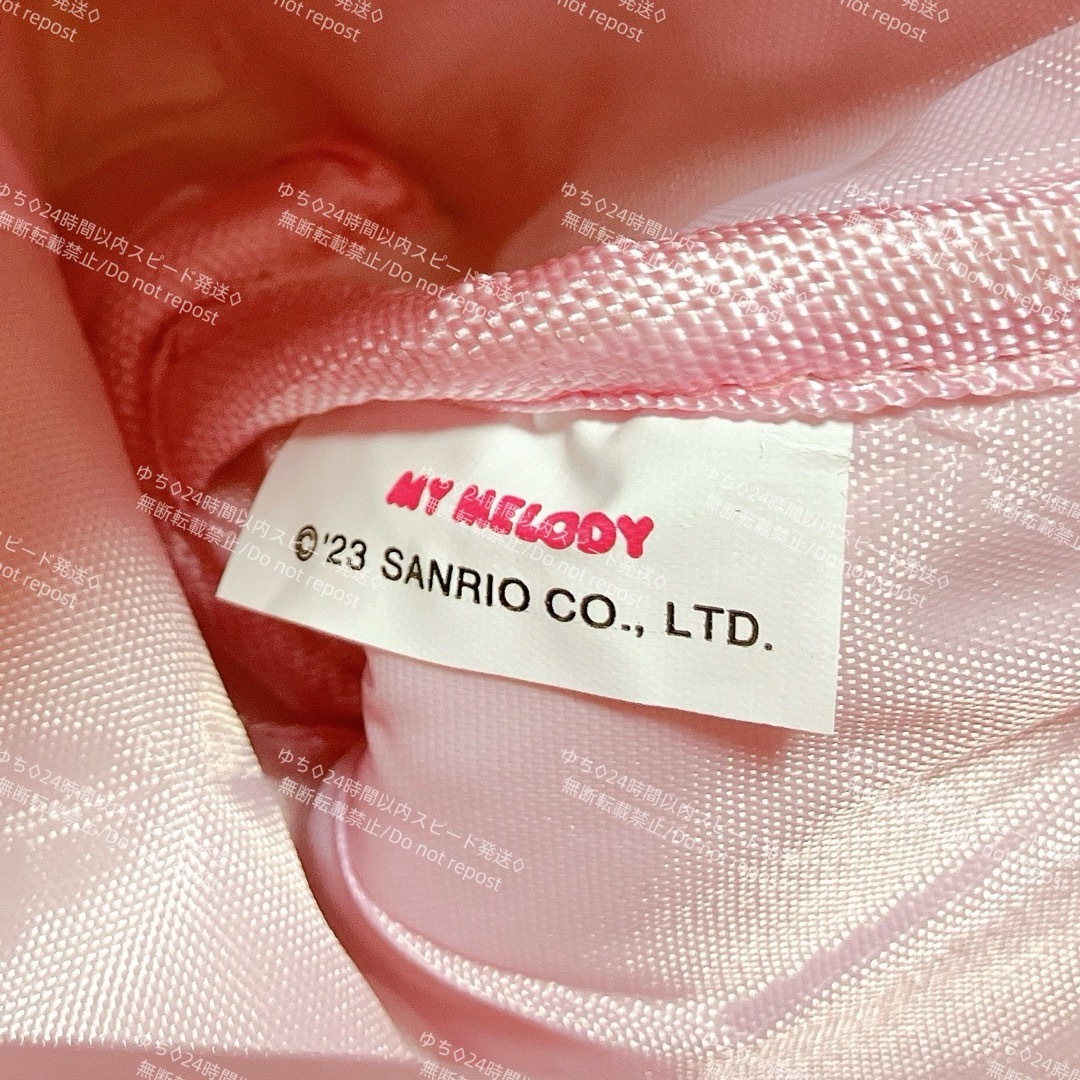 MY MELODY
©'23 SANRIO CO., LTD.
ゆち◇24時間以内スピード発送◇
無断転載禁止/Do not repost